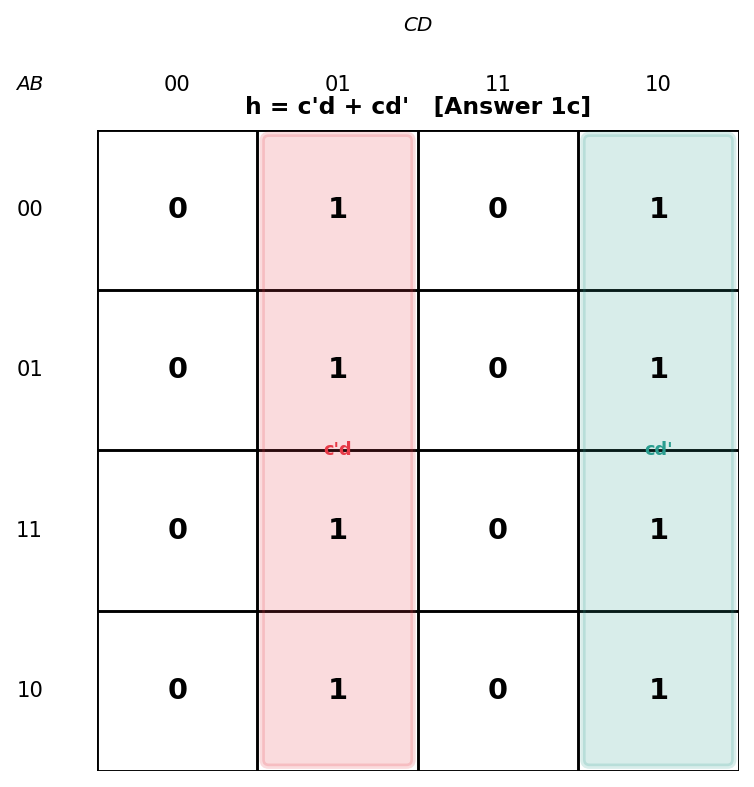 CD
AB 00 01 11 10
h = c'd + cd' [Answer 1c]
00 0 1 0 1
01 0 1 0 1
c'd cd'
11 0 1 0 1
10 0 1 0 1